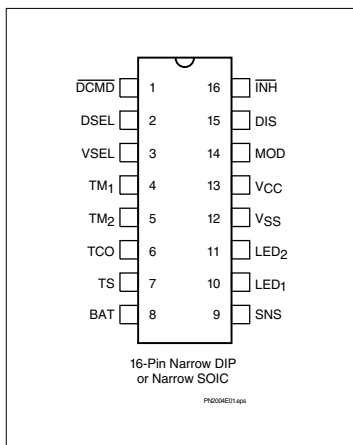 DCMD 1 16 INH
DSEL 2 15 DIS
VSEL 3 14 MOD
TM1 4 13 VCC
TM2 5 12 VSS
TCO 6 11 LED2
TS 7 10 LED1
BAT 8 9 SNS
16-Pin Narrow DIP
or Narrow SOIC
PN2004E01.eps